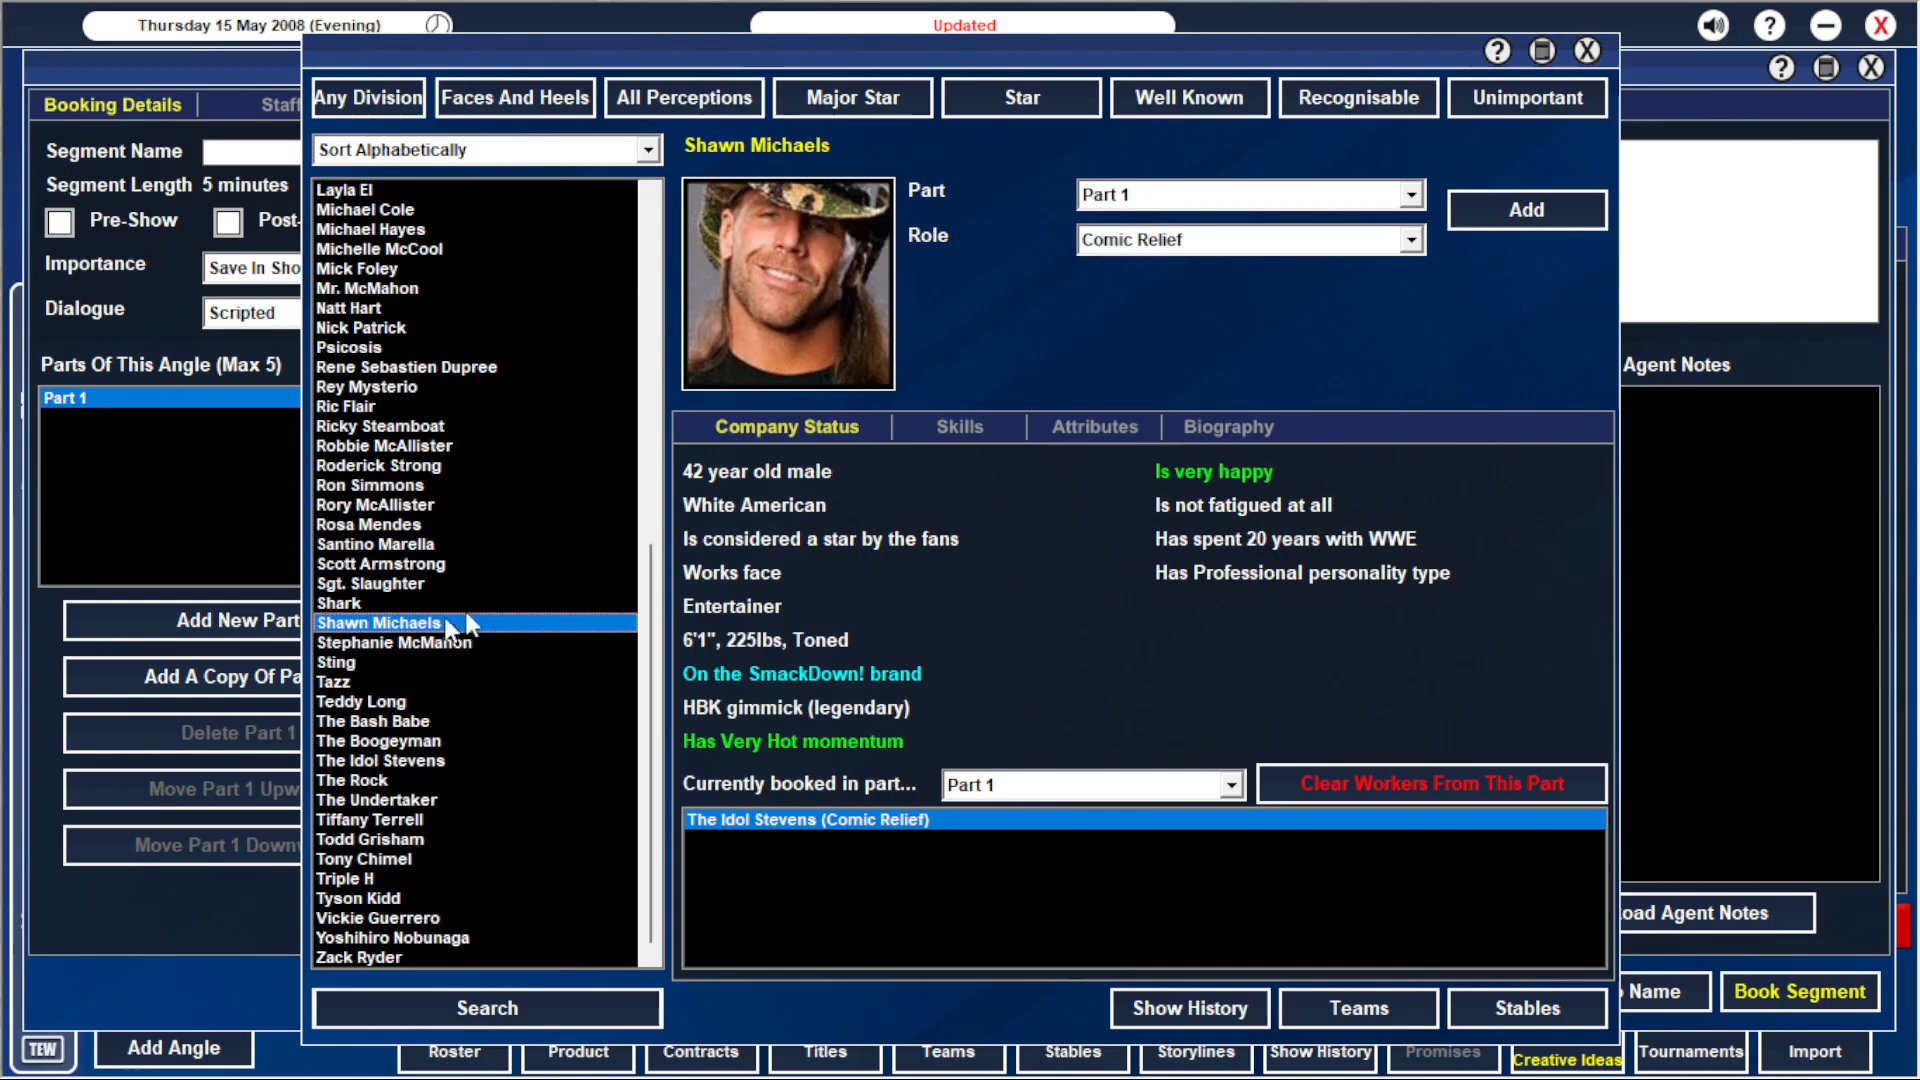 Thursday 15 May 2008 (Evening)
Updated
Any Division
Faces And Heels
All Perceptions
Major Star
Star
Well Known
Recognisable
Unimportant
Booking Details
Staff
Segment Name
Segment Length 5 minutes
Pre-Show
Post-
Importance
Save In Sho
Dialogue
Scripted
Parts Of This Angle (Max 5)
Part 1
Add New Part
Add A Copy Of Pa
Delete Part 1
Move Part 1 Upw
Move Part 1 Down
Sort Alphabetically
Layla El
Michael Cole
Michael Hayes
Michelle McCool
Mick Foley
Mr. McMahon
Natt Hart
Nick Patrick
Psicosis
Rene Sebastien Dupree
Rey Mysterio
Ric Flair
Ricky Steamboat
Robbie McAllister
Roderick Strong
Ron Simmons
Rory McAllister
Rosa Mendes
Santino Marella
Scott Armstrong
Sgt. Slaughter
Shark
Shawn Michaels
Stephanie McMahon
Sting
Tazz
Teddy Long
The Bash Babe
The Boogeyman
The Idol Stevens
The Rock
The Undertaker
Tiffany Terrell
Todd Grisham
Tony Chimel
Triple H
Tyson Kidd
Vickie Guerrero
Yoshihiro Nobunaga
Zack Ryder
Search
Shawn Michaels
Part
Part 1
Add
Role
Comic Relief
Company Status
Skills
Attributes
Biography
42 year old male
Is very happy
White American
Is not fatigued at all
Is considered a star by the fans
Has spent 20 years with WWE
Works face
Has Professional personality type
Entertainer
6'1", 225lbs, Toned
On the SmackDown! brand
HBK gimmick (legendary)
Has Very Hot momentum
Currently booked in part...
Part 1
Clear Workers From This Part
The Idol Stevens (Comic Relief)
Show History
Teams
Stables
Agent Notes
oad Agent Notes
Name
Book Segment
TEW
Add Angle
Roster
Product
Contracts
Titles
Teams
Stables
Storylines
Show History
Promises
Creative Ideas
Tournaments
Import